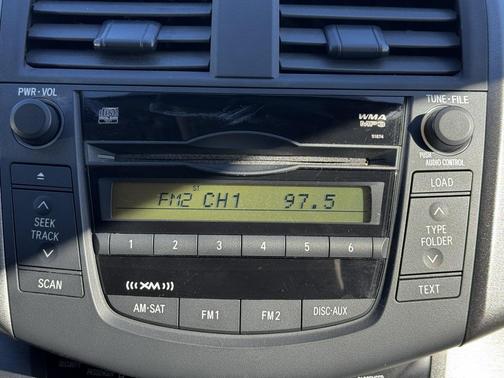 PWR•VOL
TUNE•FILE
WMA
MP3
51874
PUSH
AUDIO CONTROL
LOAD
ST
FM2 CH1 97.5
SEEK
TRACK
TYPE
FOLDER
1 2 3 4 5 6
SCAN
(((XM)))
TEXT
AM•SAT FM1 FM2 DISC•AUX